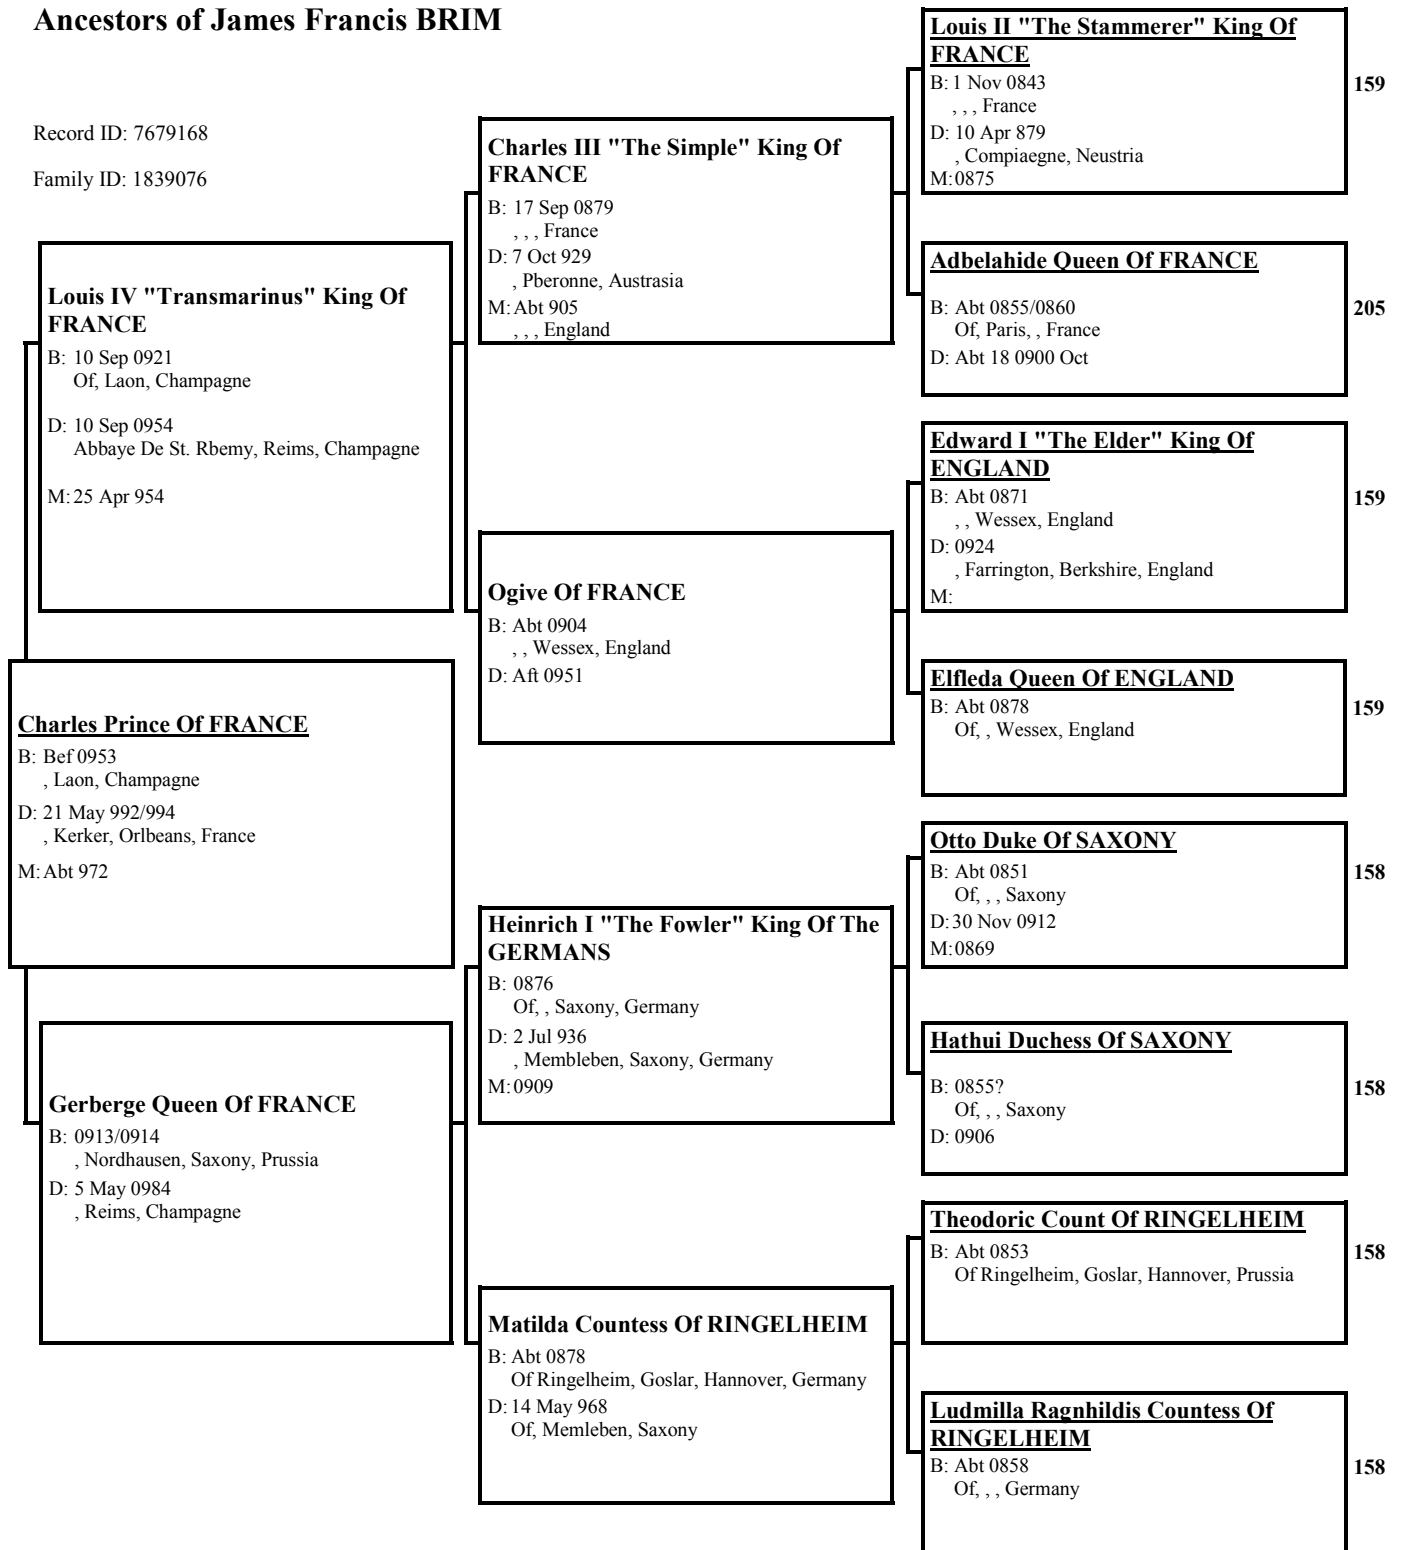 Ancestors of James Francis BRIM
Record ID: 7679168
Family ID: 1839076
Charles Prince Of FRANCE
B: Bef 0953
, Laon, Champagne
D: 21 May 992/994
, Kerker, Orlbeans, France
M: Abt 972
Louis IV "Transmarinus" King Of
FRANCE
B: 10 Sep 0921
Of, Laon, Champagne
D: 10 Sep 0954
Abbaye De St. Rbemy, Reims, Champagne
M: 25 Apr 954
Gerberge Queen Of FRANCE
B: 0913/0914
, Nordhausen, Saxony, Prussia
D: 5 May 0984
, Reims, Champagne
Charles III "The Simple" King Of
FRANCE
B: 17 Sep 0879
, , , France
D: 7 Oct 929
, Pberonne, Austrasia
M: Abt 905
, , , England
Ogive Of FRANCE
B: Abt 0904
, , Wessex, England
D: Aft 0951
Heinrich I "The Fowler" King Of The
GERMANS
B: 0876
Of, , Saxony, Germany
D: 2 Jul 936
, Membleben, Saxony, Germany
M: 0909
Matilda Countess Of RINGELHEIM
B: Abt 0878
Of Ringelheim, Goslar, Hannover, Germany
D: 14 May 968
Of, Memleben, Saxony
Louis II "The Stammerer" King Of
FRANCE
B: 1 Nov 0843
, , , France
D: 10 Apr 879
, Compiaegne, Neustria
M: 0875
159
Adbelahide Queen Of FRANCE
B: Abt 0855/0860
Of, Paris, , France
D: Abt 18 0900 Oct
205
Edward I "The Elder" King Of
ENGLAND
B: Abt 0871
, , Wessex, England
D: 0924
, Farrington, Berkshire, England
M:
159
Elfleda Queen Of ENGLAND
B: Abt 0878
Of, , Wessex, England
159
Otto Duke Of SAXONY
B: Abt 0851
Of, , , Saxony
D: 30 Nov 0912
M: 0869
158
Hathui Duchess Of SAXONY
B: 0855?
Of, , , Saxony
D: 0906
158
Theodoric Count Of RINGELHEIM
B: Abt 0853
Of Ringelheim, Goslar, Hannover, Prussia
158
Ludmilla Ragnhildis Countess Of
RINGELHEIM
B: Abt 0858
Of, , , Germany
158